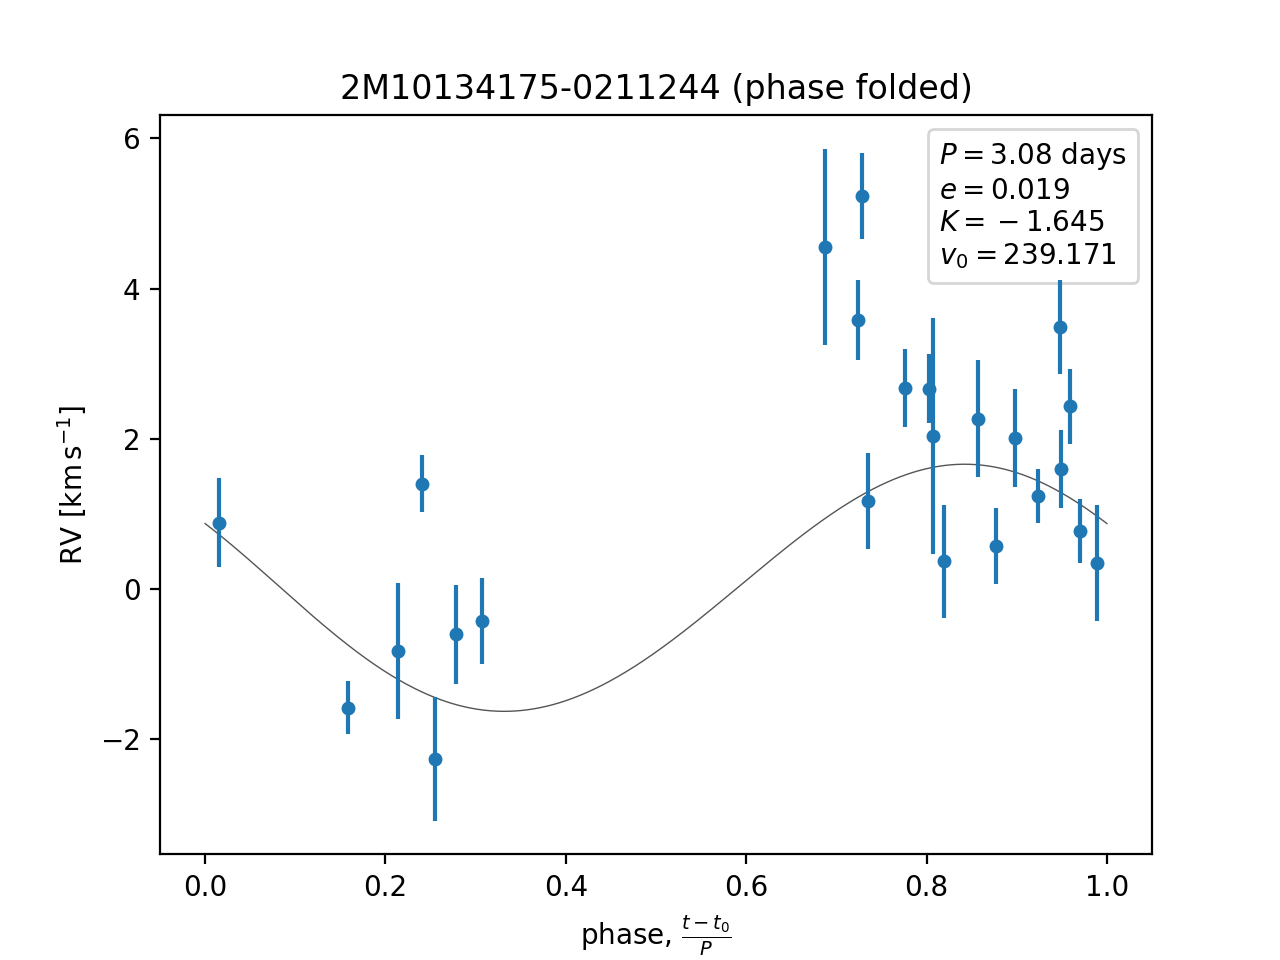 2M10134175-0211244 (phase folded)
P = 3.08 days
e = 0.019
K = −1.645
v₀ = 239.171
6
4
2
0
−2
RV [km s⁻¹]
0.0 0.2 0.4 0.6 0.8 1.0
phase, (t − t₀)/P